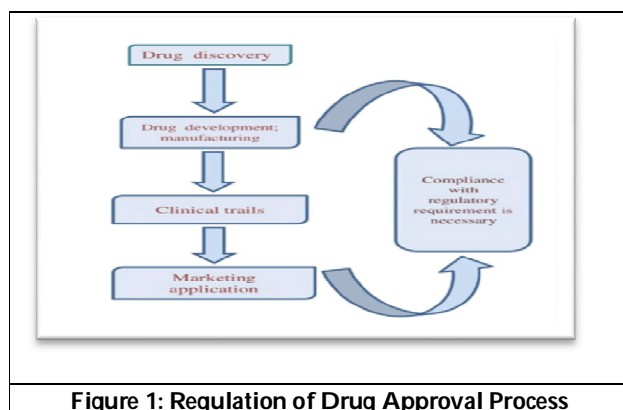 Drug discovery
Drug development;
manufacturing
Clinical trails
Marketing
application
Compliance
with
regulatory
requirement is
necessary
Figure 1: Regulation of Drug Approval Process